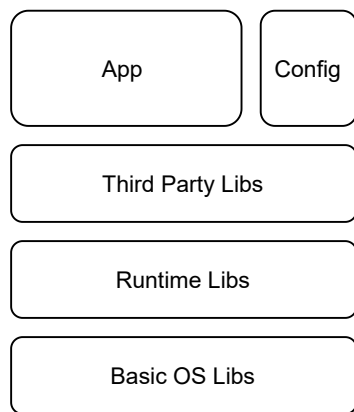 App
Config
Third Party Libs
Runtime Libs
Basic OS Libs